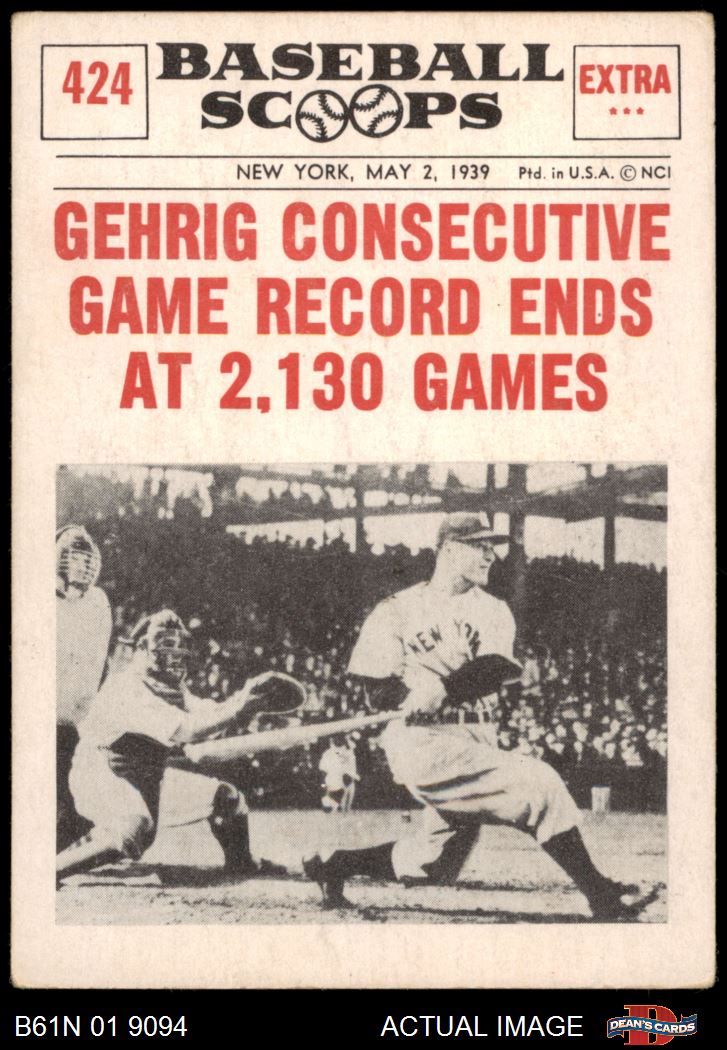 424
BASEBALL
SCOOPS
EXTRA
***
NEW YORK, MAY 2, 1939 Ptd. in U.S.A. © NCI
GEHRIG CONSECUTIVE
GAME RECORD ENDS
AT 2,130 GAMES
NEW YORK
B61N 01 9094
ACTUAL IMAGE
D
DEAN'S CARDS